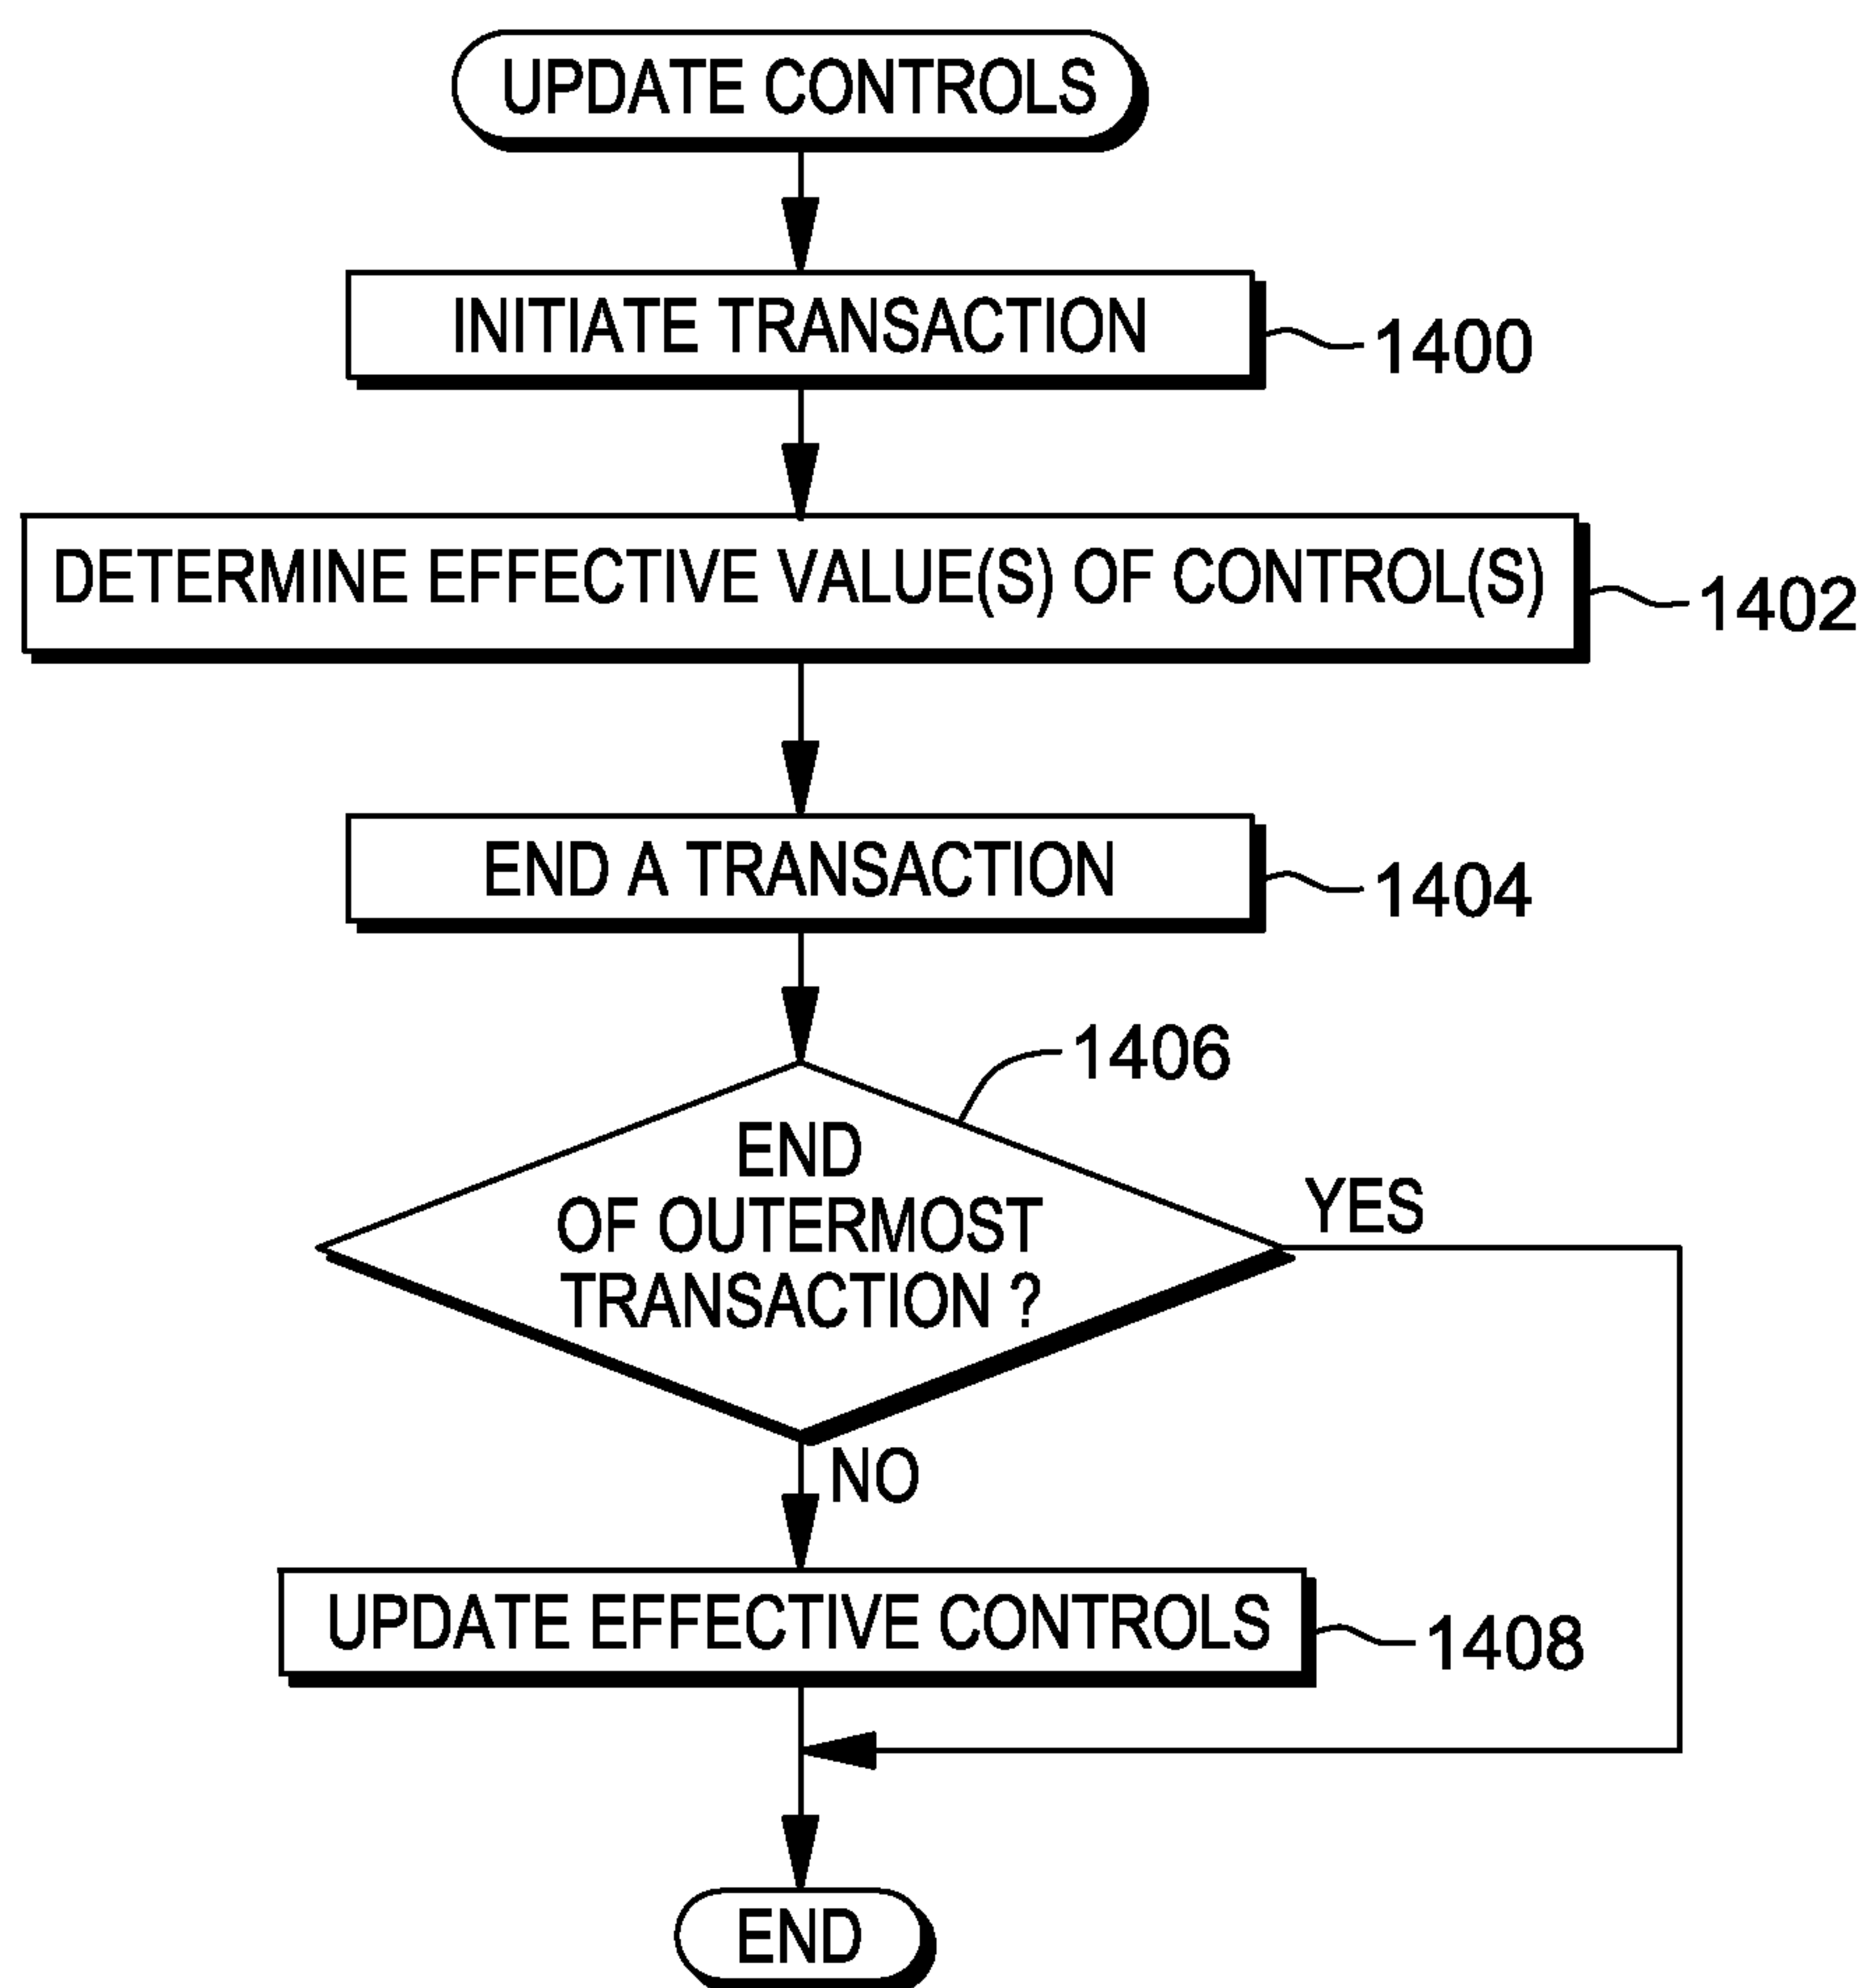 UPDATE CONTROLS
INITIATE TRANSACTION
1400
DETERMINE EFFECTIVE VALUE(S) OF CONTROL(S)
1402
END A TRANSACTION
1404
1406
END
OF OUTERMOST
TRANSACTION ?
YES
NO
UPDATE EFFECTIVE CONTROLS
1408
END